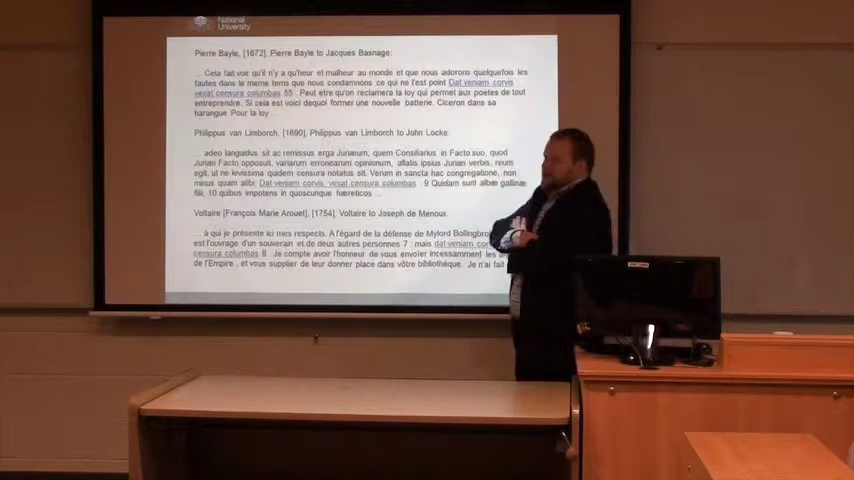 National
University
Pierre Bayle, [1672], Pierre Bayle to Jacques Basnage:
... Cela fait voir qu'il n'y a qu'heur et malheur au monde et que nous adorons quelquefois les
fautes dans le meme tems que nous condamnons ce qui ne l'est point Dat veniam corvis
vexat censura columbas 55 . Peut etre qu'on reclamera la loy qui permet aux poetes de tout
entreprendre. Si cela est voici dequoi former une nouvelle batterie. Ciceron dans sa
harangue Pour la loy ...
Philippus van Limborch, [1690], Philippus van Limborch to John Locke:
... adeo languidus sit ac remissus erga Junæum, quem Consiliarius in Facto suo, quod
Junæi Facto opposuit, variarum erronearum opinionum, allatis ipsius Junæi verbis, reum
egit, ut ne levissima quidem censura notatus sit. Verum in sancta hac congregatione, non
minus quam alibi, Dat veniam corvis, vexat censura columbas 9 Quidam sunt albæ gallinæ
filii, 10 quibus impotens in quoscunque hæreticos ...
Voltaire [François Marie Arouet], [1754], Voltaire to Joseph de Menoux:
... à qui je présente ici mes respects. A l'égard de la défense de Mylord Bollingbro
est l'ouvrage d'un souverain et de deux autres personnes 7 ; mais dat veniam
censura columbas 8 . Je compte avoir l'honneur de vous envoïer incessamment les
de l'Empire , et vous supplier de leur donner place dans vôtre bibliothéque. Je n'ai fait